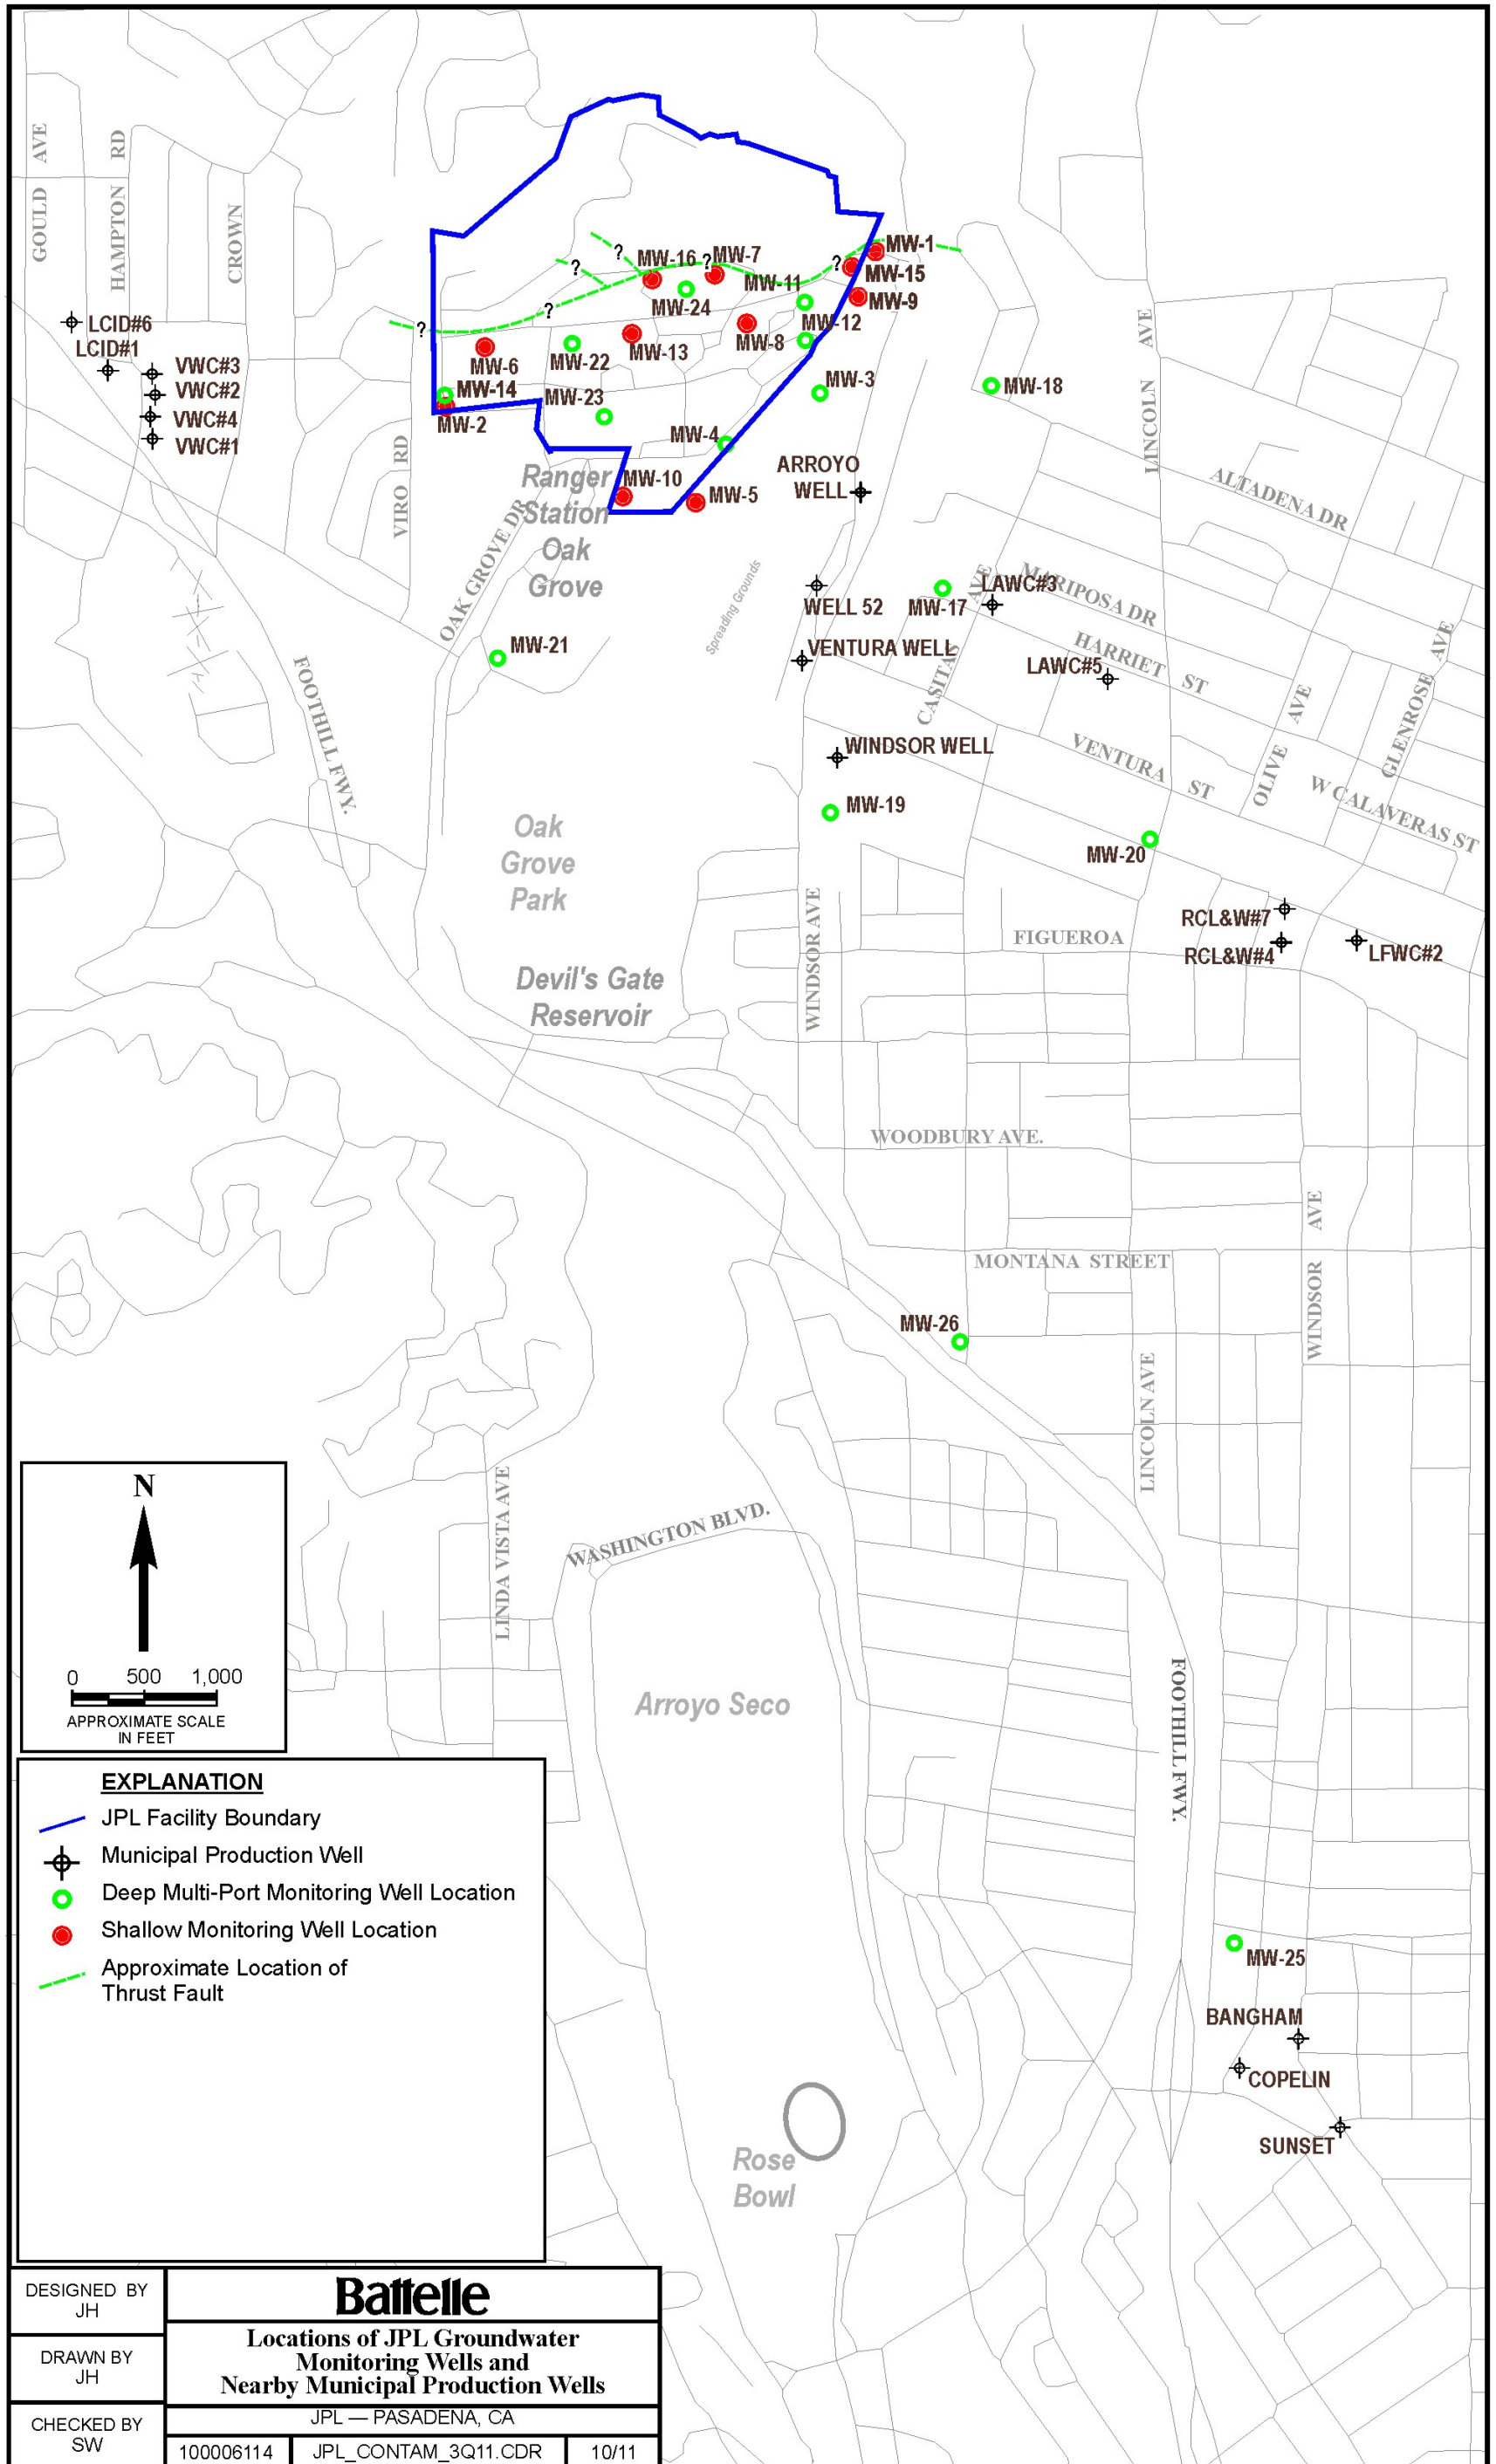 GOULD AVE
HAMPTON RD
CROWN
LCID#6
LCID#1
VWC#3
VWC#2
VWC#4
VWC#1
VIRO RD
?
?
?
?
?
?
MW-16
MW-7
MW-1
MW-15
MW-11
MW-9
MW-24
MW-12
MW-8
MW-13
MW-6
MW-22
MW-14
MW-23
MW-3
MW-18
MW-2
MW-4
MW-10
MW-5
Ranger
Station
Oak
Grove
ARROYO
WELL
LINCOLN AVE
ALTADENA DR
OAK GROVE DR
Spreading Grounds
WELL 52
MW-17
LAWC#3
MARIPOSA DR
CASITAS AVE
HARRIET ST
VENTURA WELL
LAWC#5
MW-21
FOOTHILL FWY.
WINDSOR WELL
VENTURA ST
OLIVE AVE
GLENROSE AVE
W CALAVERAS ST
MW-19
MW-20
Oak
Grove
Park
WINDSOR AVE
FIGUEROA
RCL&W#7
RCL&W#4
LFWC#2
Devil's Gate
Reservoir
WOODBURY AVE.
WINDSOR AVE
MONTANA STREET
MW-26
LINCOLN AVE
LINDA VISTA AVE
WASHINGTON BLVD.
Arroyo Seco
FOOTHILL FWY.
MW-25
BANGHAM
COPELIN
SUNSET
Rose
Bowl
N
0 500 1,000
APPROXIMATE SCALE
IN FEET
EXPLANATION
JPL Facility Boundary
Municipal Production Well
Deep Multi-Port Monitoring Well Location
Shallow Monitoring Well Location
Approximate Location of
Thrust Fault
DESIGNED BY
JH
DRAWN BY
JH
CHECKED BY
SW
Battelle
Locations of JPL Groundwater
Monitoring Wells and
Nearby Municipal Production Wells
JPL — PASADENA, CA
100006114 JPL_CONTAM_3Q11.CDR 10/11